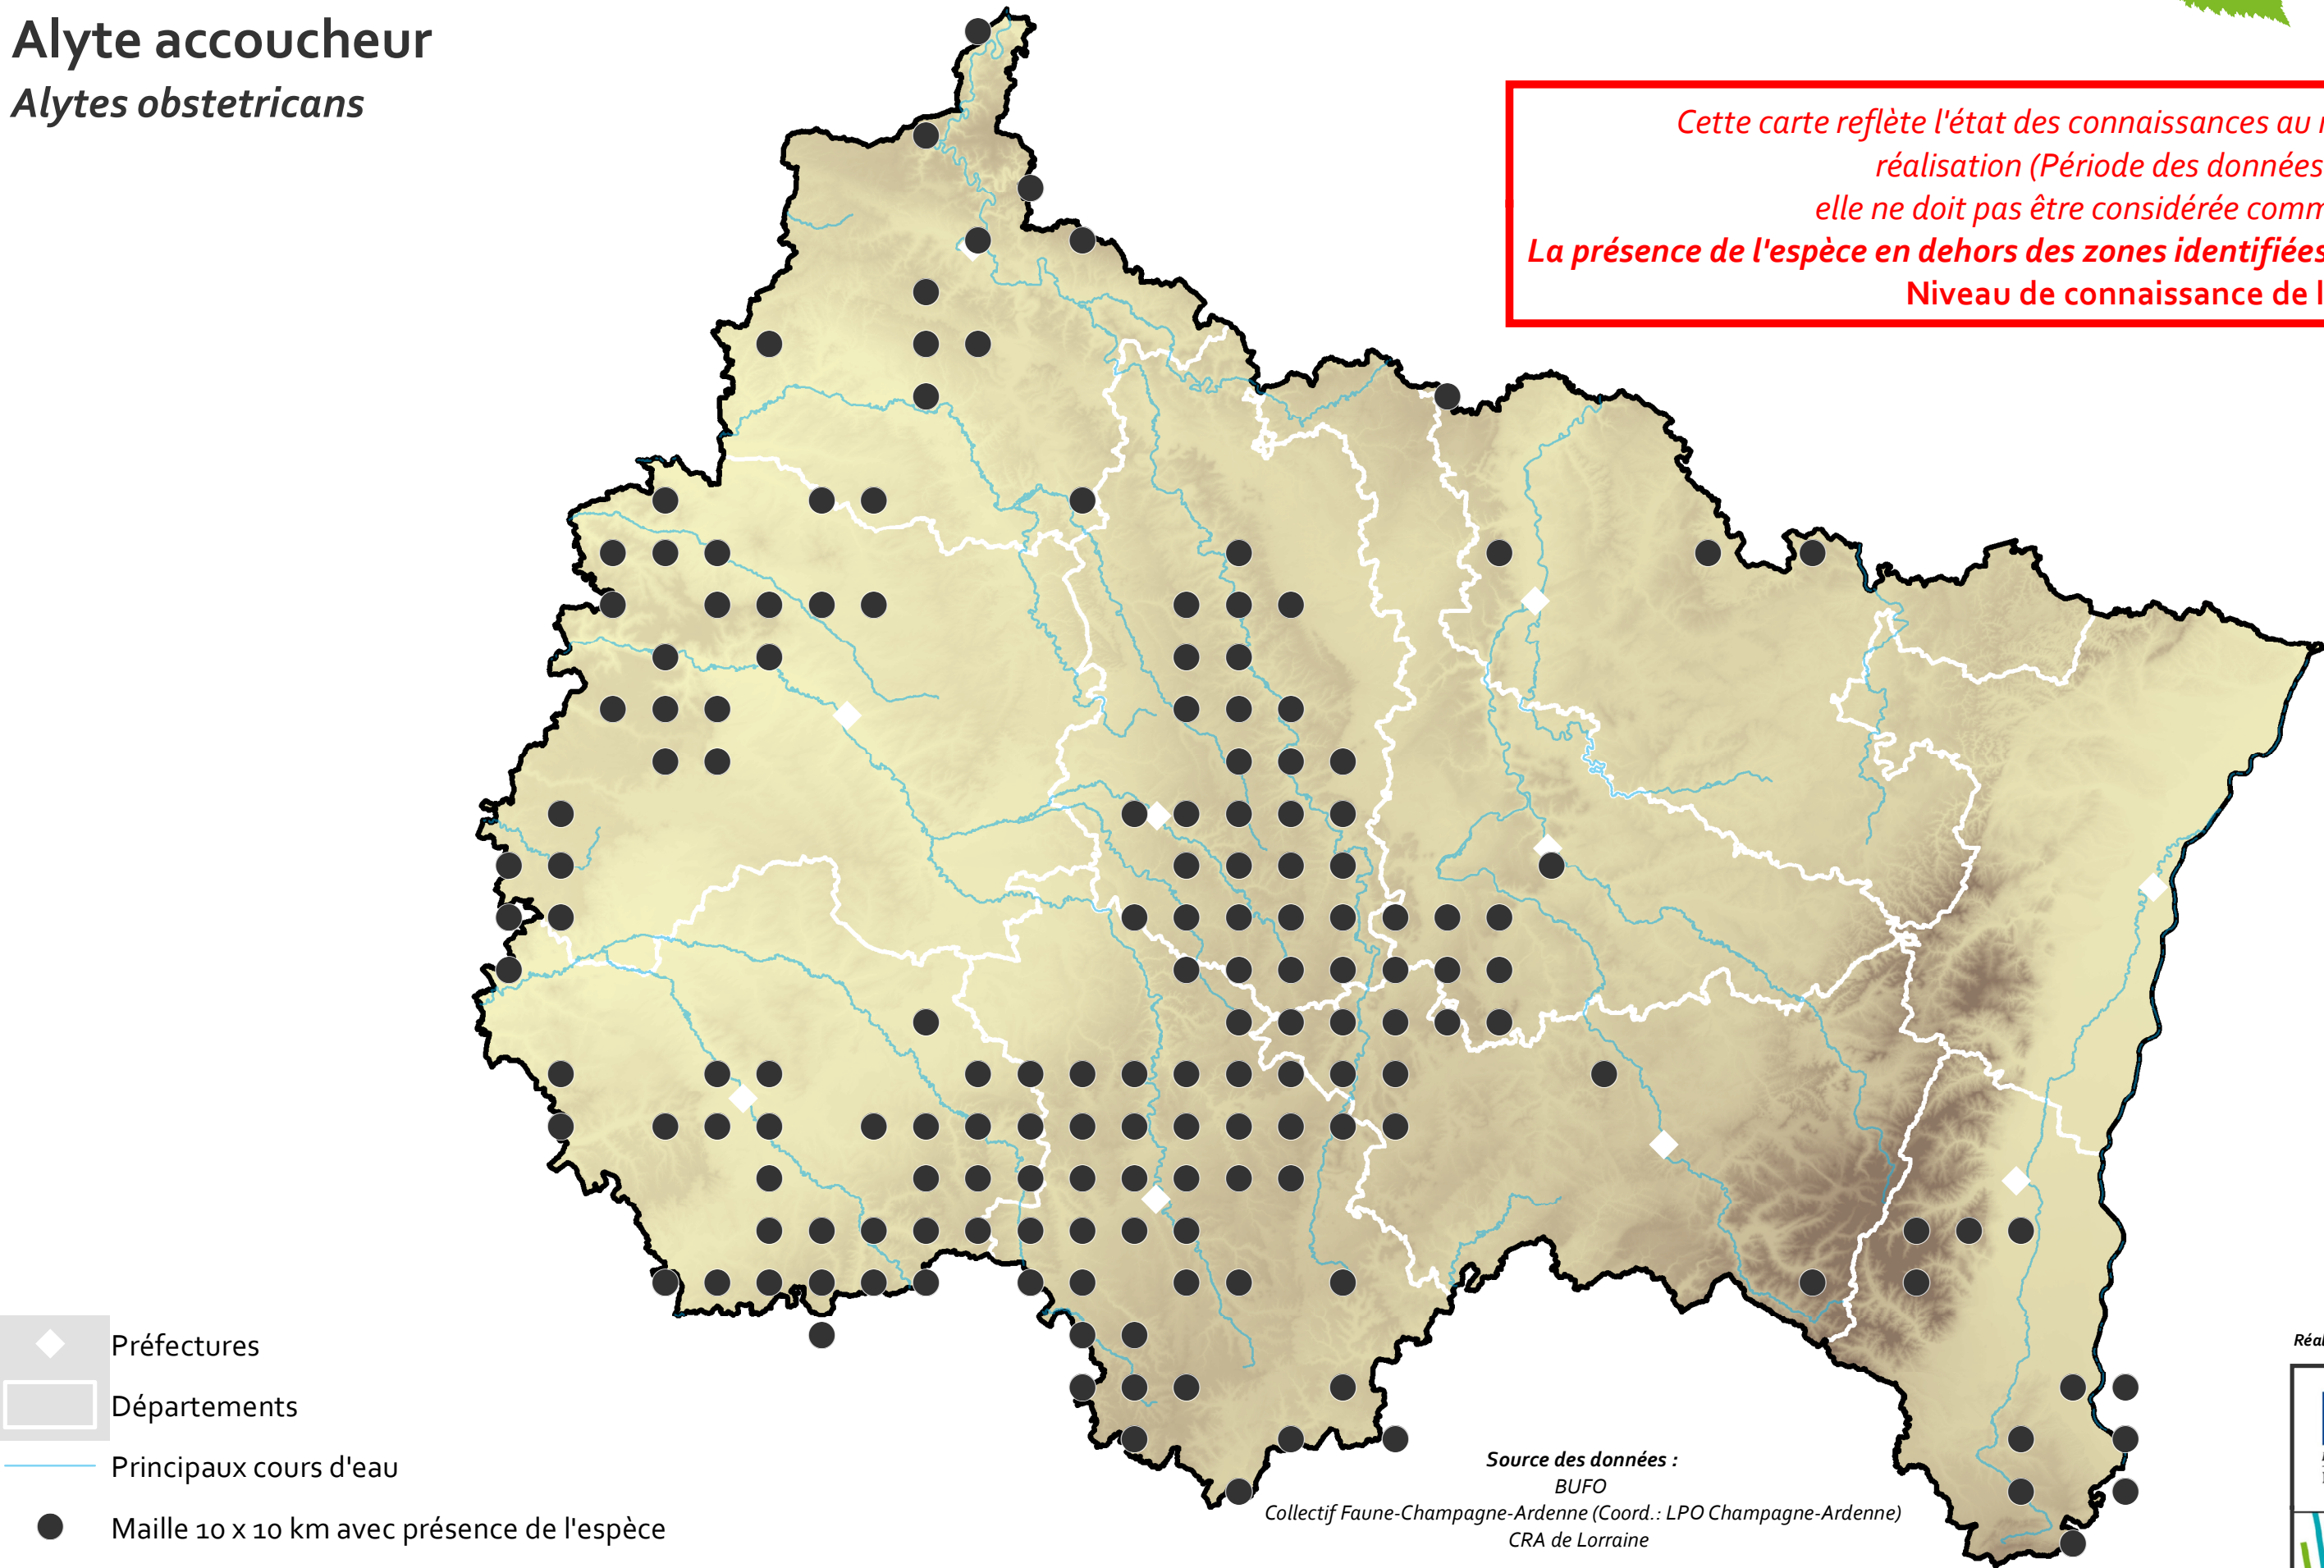 Alyte accoucheur
Alytes obstetricans
Cette carte reflète l'état des connaissances au
réalisation (Période des données
elle ne doit pas être considérée comm
La présence de l'espèce en dehors des zones identifiées
Niveau de connaissance de l
Préfectures
Départements
Principaux cours d'eau
Maille 10 x 10 km avec présence de l'espèce
Source des données :
BUFO
Collectif Faune-Champagne-Ardenne (Coord.: LPO Champagne-Ardenne)
CRA de Lorraine
Réal